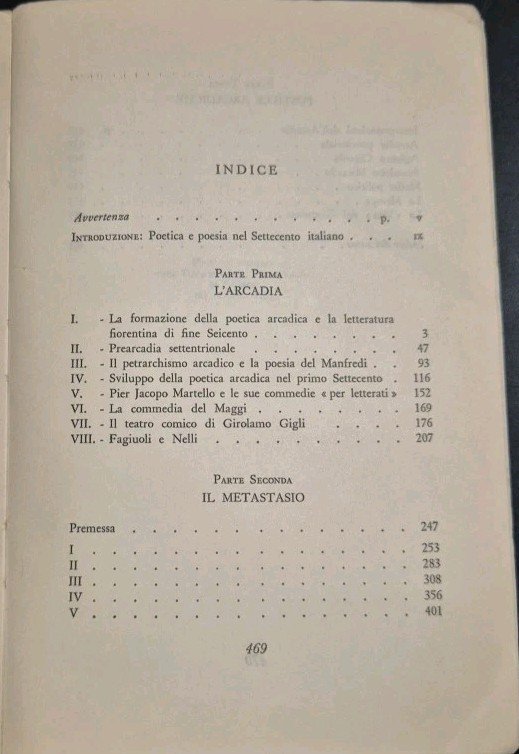 INDICE
Avvertenza . . . . . . . . . . . . p. v
INTRODUZIONE: Poetica e poesia nel Settecento italiano . . . IX
PARTE PRIMA
L'ARCADIA
I. - La formazione della poetica arcadica e la letteratura
fiorentina di fine Seicento . . . . . . . . 3
II. - Prearcadia settentrionale . . . . . . . . 47
III. - Il petrarchismo arcadico e la poesia del Manfredi . . 93
IV. - Sviluppo della poetica arcadica nel primo Settecento . 116
V. - Pier Jacopo Martello e le sue commedie « per letterati » 152
VI. - La commedia del Maggi . . . . . . . . 169
VII. - Il teatro comico di Girolamo Gigli . . . . . 176
VIII. - Fagiuoli e Nelli . . . . . . . . . . 207
PARTE SECONDA
IL METASTASIO
Premessa . . . . . . . . . . . . . . 247
I . . . . . . . . . . . . . . . . 253
II . . . . . . . . . . . . . . . . 283
III . . . . . . . . . . . . . . . . 308
IV . . . . . . . . . . . . . . . . 356
V . . . . . . . . . . . . . . . . 401
469